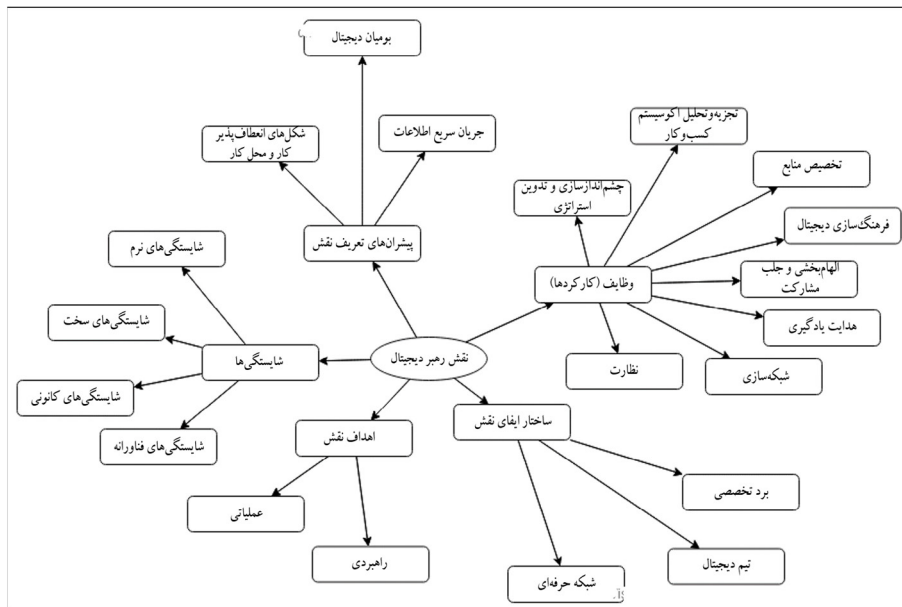 بومیان دیجیتال
شکل‌های انعطاف‌پذیر
کار و محل کار
جریان سریع اطلاعات
پیشران‌های تعریف نقش
تجزیه‌وتحلیل اکوسیستم
کسب‌وکار
تخصیص منابع
چشم‌اندازسازی و تدوین
استراتژی
فرهنگ‌سازی دیجیتال
الهام‌بخشی و جلب
مشارکت
وظایف (کارکردها)
هدایت یادگیری
شبکه‌سازی
نظارت
شایستگی‌های نرم
شایستگی‌های سخت
شایستگی‌ها
شایستگی‌های کانونی
شایستگی‌های فناورانه
نقش رهبر دیجیتال
اهداف نقش
عملیاتی
راهبردی
ساختار ایفای نقش
برد تخصصی
تیم دیجیتال
شبکه حرفه‌ای